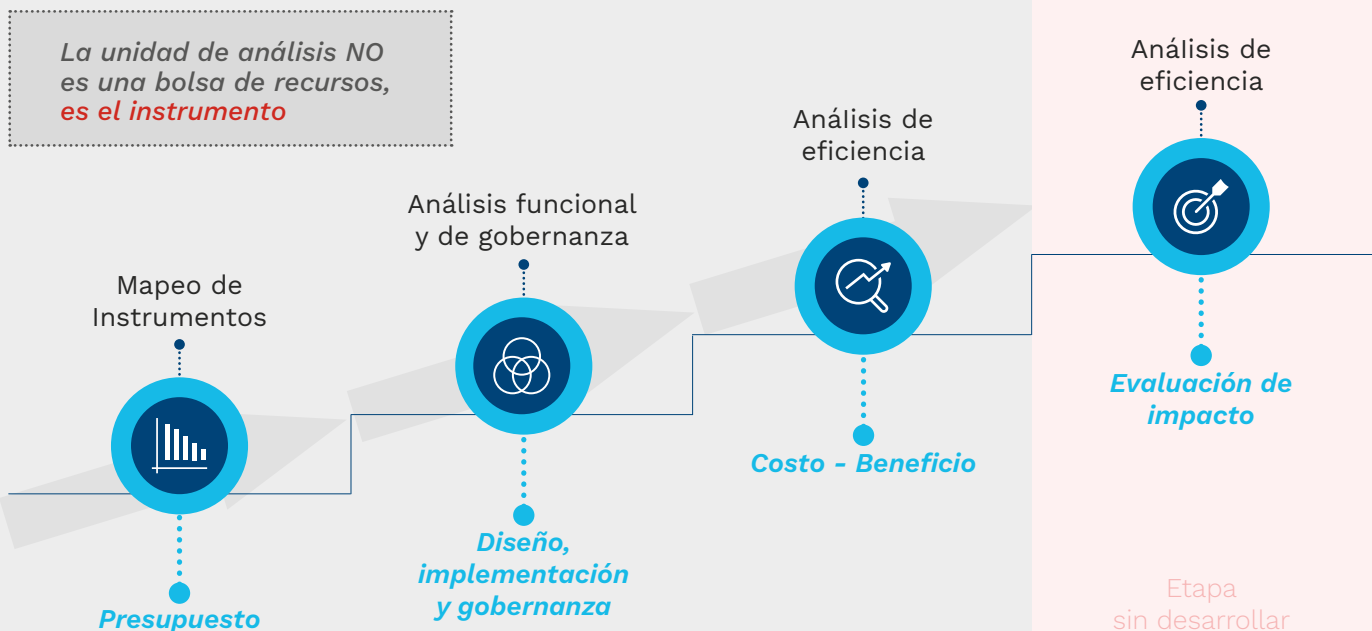 La unidad de análisis NO
es una bolsa de recursos,
es el instrumento
Mapeo de
Instrumentos
Presupuesto
Análisis funcional
y de gobernanza
Diseño,
implementación
y gobernanza
Análisis de
eficiencia
Costo - Beneficio
Análisis de
eficiencia
Evaluación de
impacto
Etapa
sin desarrollar